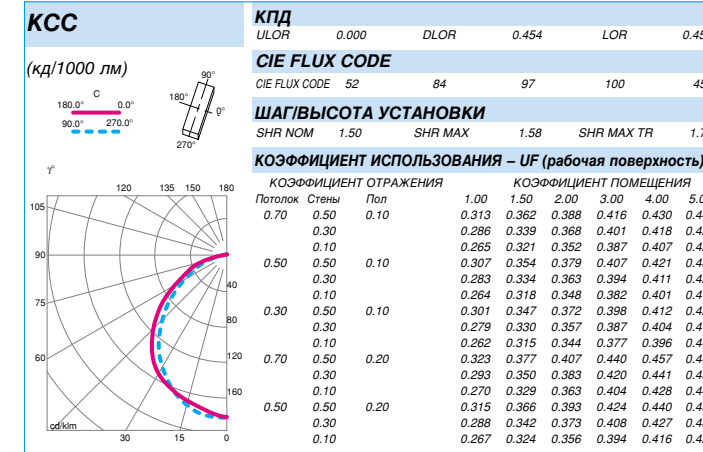 КСС
(кд/1000 лм)
C
180.0° 0.0°
90.0° 270.0°
90°
180°
0°
270°
γ°
120 135 150 180
105
90
75
60
40
80
120
160
cd/klm
30 15 0
КПД
ULOR 0.000 DLOR 0.454 LOR
CIE FLUX CODE
CIE FLUX CODE 52 84 97 100
ШАГ/ВЫСОТА УСТАНОВКИ
SHR NOM 1.50 SHR MAX 1.58 SHR MAX TR
КОЭФФИЦИЕНТ ИСПОЛЬЗОВАНИЯ – UF (рабочая поверхность)
КОЭФФИЦИЕНТ ОТРАЖЕНИЯ КОЭФФИЦИЕНТ ПОМЕЩЕНИЯ
Потолок Стены Пол 1.00 1.50 2.00 3.00 4.00
0.70 0.50 0.10 0.313 0.362 0.388 0.416 0.430
0.30 0.286 0.339 0.368 0.401 0.418
0.10 0.265 0.321 0.352 0.387 0.407
0.50 0.50 0.10 0.307 0.354 0.379 0.407 0.421
0.30 0.283 0.334 0.363 0.394 0.411
0.10 0.264 0.318 0.348 0.382 0.401
0.30 0.50 0.10 0.301 0.347 0.372 0.398 0.412
0.30 0.279 0.330 0.357 0.387 0.404
0.10 0.262 0.315 0.344 0.377 0.396
0.70 0.50 0.20 0.323 0.377 0.407 0.440 0.457
0.30 0.293 0.350 0.383 0.420 0.441
0.10 0.270 0.329 0.363 0.404 0.428
0.50 0.50 0.20 0.315 0.366 0.393 0.424 0.440
0.30 0.288 0.342 0.373 0.408 0.427
0.10 0.267 0.324 0.356 0.394 0.416